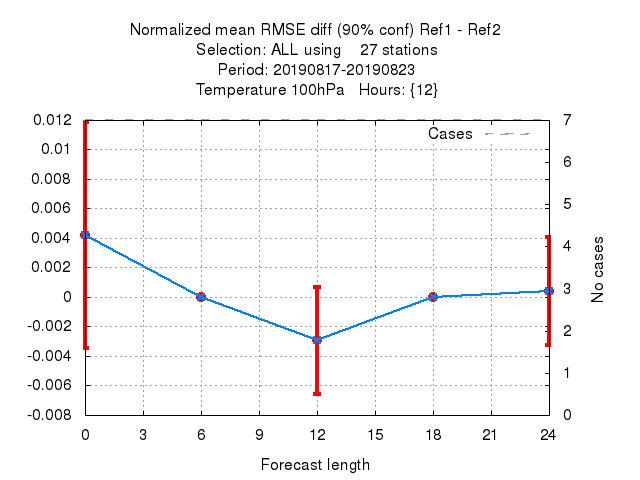 Normalized mean RMSE diff (90% conf) Ref1 - Ref2
Selection: ALL using    27 stations
Period: 20190817-20190823
Temperature 100hPa   Hours: {12}
0.012
0.01
0.008
0.006
0.004
0.002
0
-0.002
-0.004
-0.006
-0.008
Cases
7
6
5
4
3
2
1
0
No cases
0 3 6 9 12 15 18 21 24
Forecast length